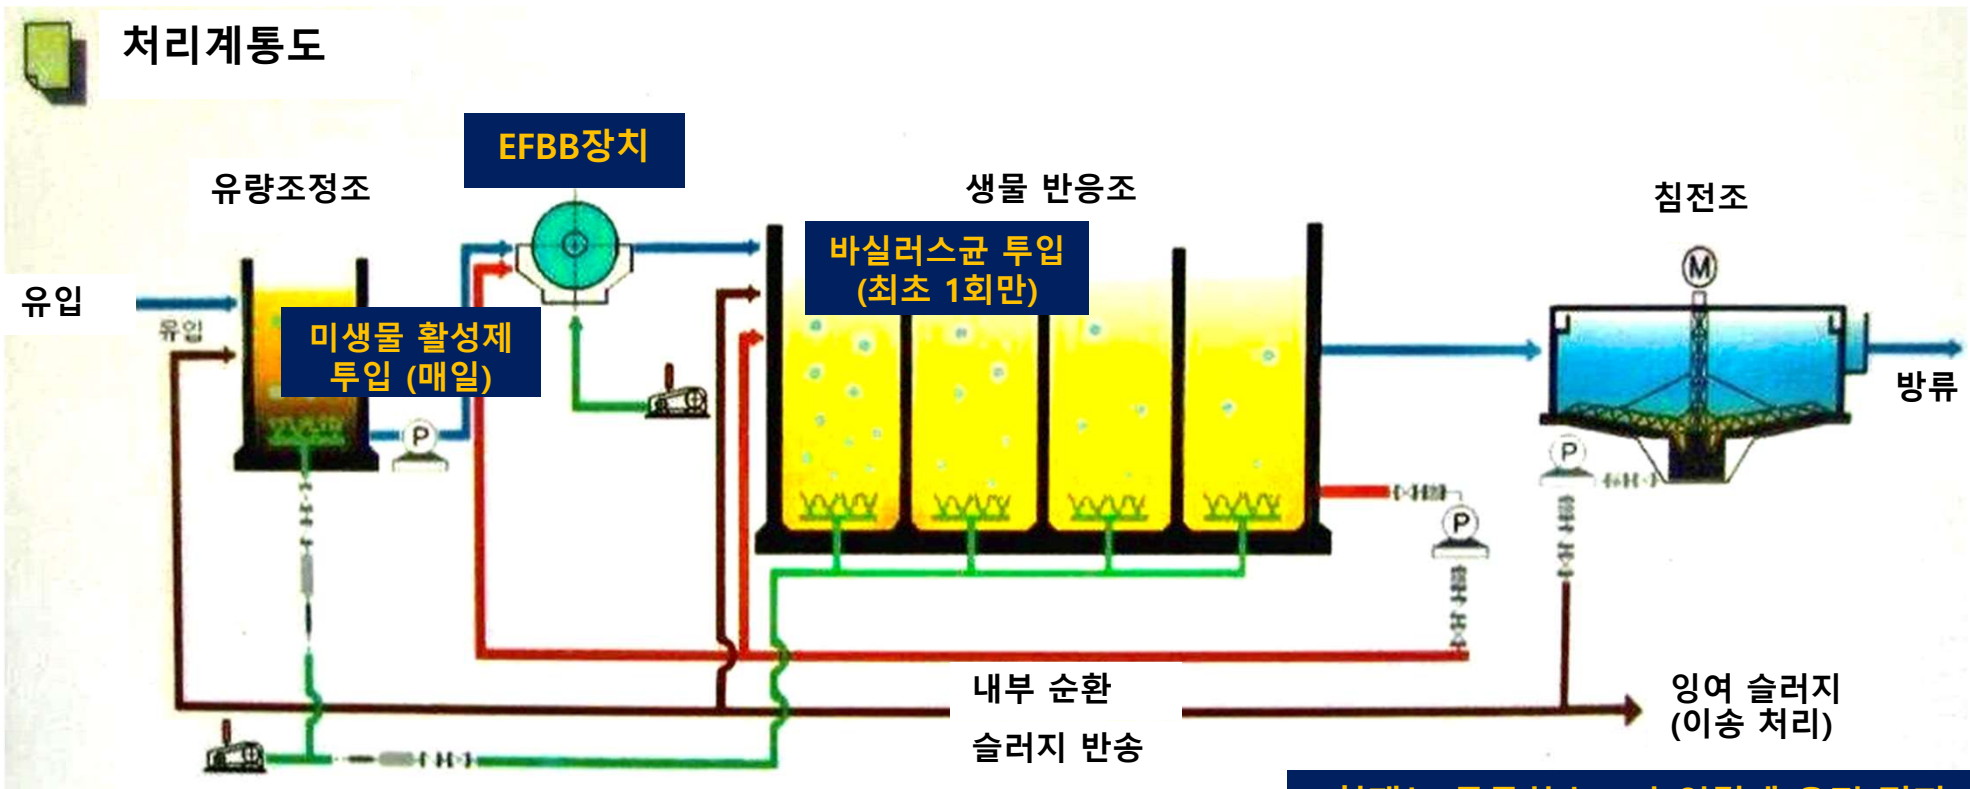 처리계통도
EFBB장치
유량조정조
생물 반응조
침전조
바실러스균 투입
(최초 1회만)
M
유입
유입
미생물 활성제
투입 (매일)
방류
P
P
P
내부 순환
슬러지 반송
잉여 슬러지
(이송 처리)